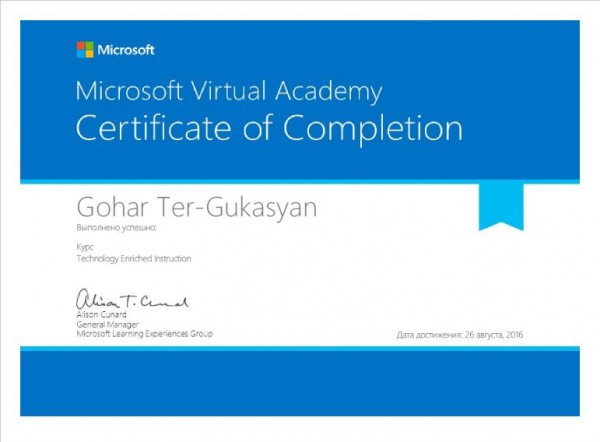 Microsoft
Microsoft Virtual Academy
Certificate of Completion
Gohar Ter-Gukasyan
Выполнено успешно:
Курс
Technology Enriched Instruction
Alison T. Cunard
Alison Cunard
General Manager
Microsoft Learning Experiences Group
Дата достижения: 26 августа, 2016